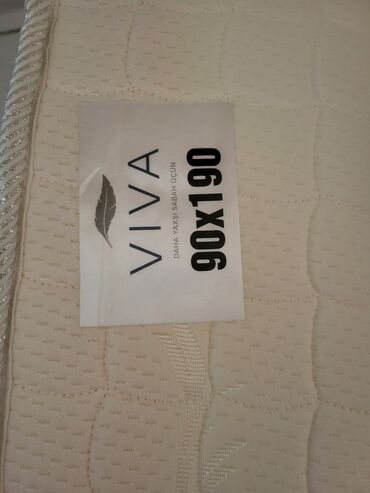 VIVA
DAHA YAXŞI SABAH ÜÇÜN
90x190